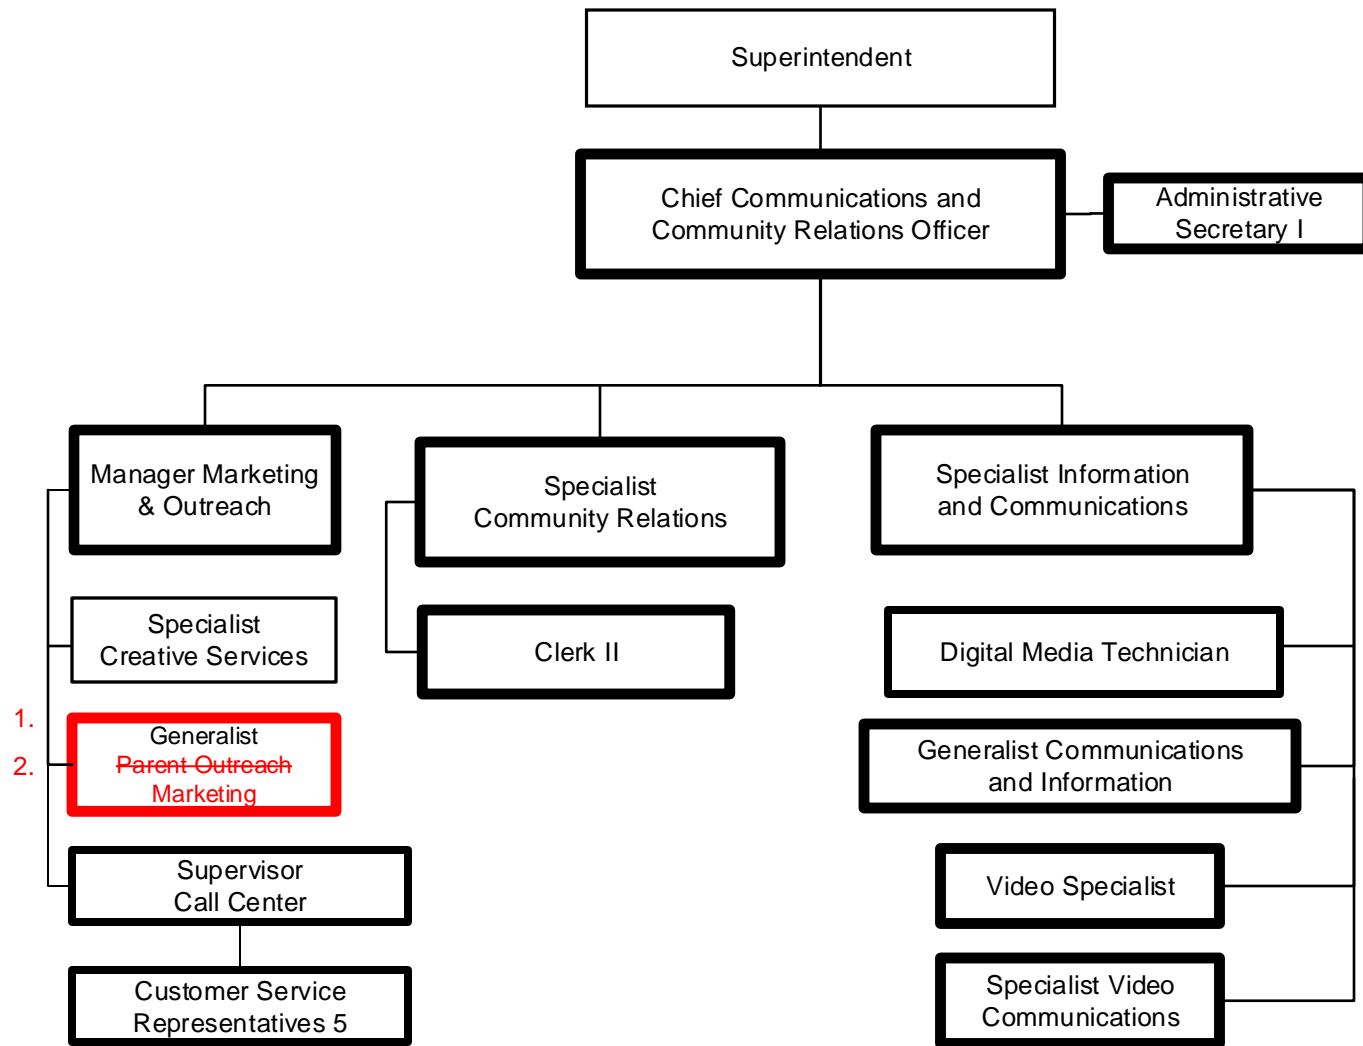 Superintendent
Chief Communications and
Community Relations Officer
Administrative
Secretary I
Manager Marketing
& Outreach
Specialist
Community Relations
Specialist Information
and Communications
Specialist
Creative Services
Clerk II
Digital Media Technician
1.
2.
Generalist
Parent Outreach
Marketing
Generalist Communications
and Information
Supervisor
Call Center
Video Specialist
Customer Service
Representatives 5
Specialist Video
Communications